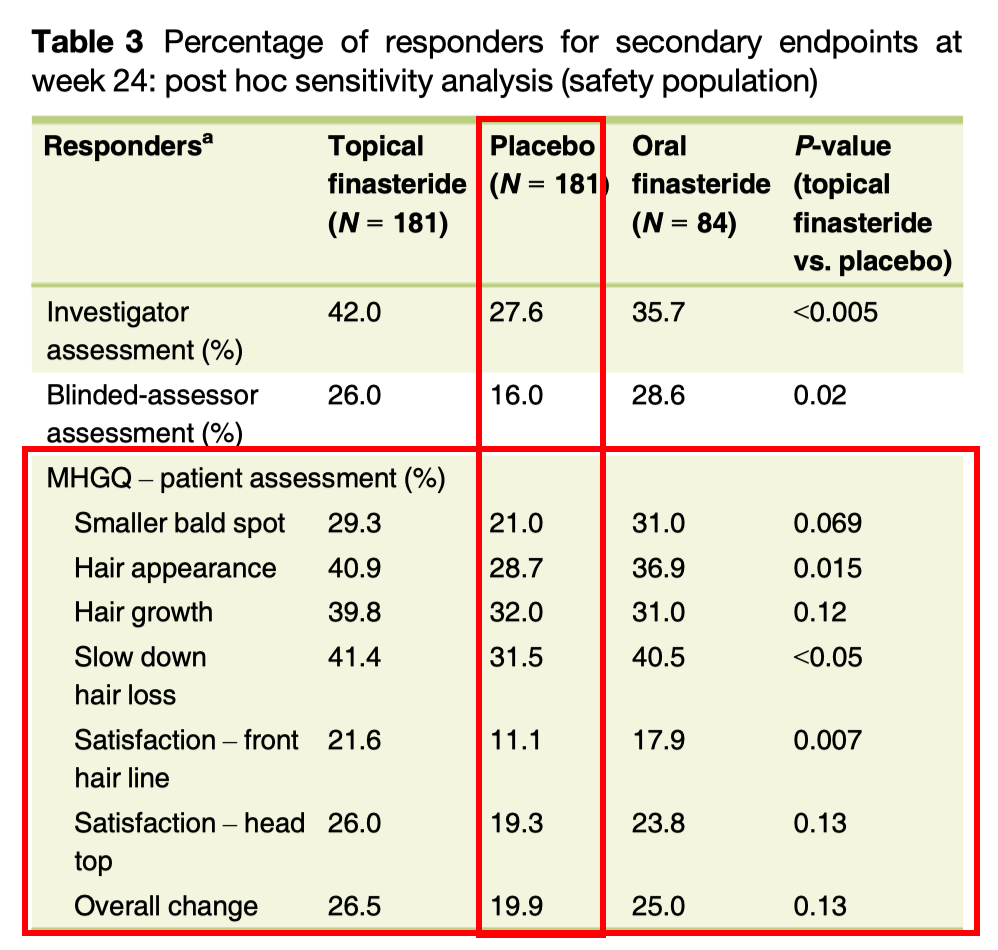 Table 3 Percentage of responders for secondary endpoints at
week 24: post hoc sensitivity analysis (safety population)
Respondersᵃ Topical finasteride (N = 181) Placebo (N = 181) Oral finasteride (N = 84) P-value (topical finasteride vs. placebo)
Investigator assessment (%) 42.0 27.6 35.7 <0.005
Blinded-assessor assessment (%) 26.0 16.0 28.6 0.02
MHGQ – patient assessment (%)
Smaller bald spot 29.3 21.0 31.0 0.069
Hair appearance 40.9 28.7 36.9 0.015
Hair growth 39.8 32.0 31.0 0.12
Slow down hair loss 41.4 31.5 40.5 <0.05
Satisfaction – front hair line 21.6 11.1 17.9 0.007
Satisfaction – head top 26.0 19.3 23.8 0.13
Overall change 26.5 19.9 25.0 0.13